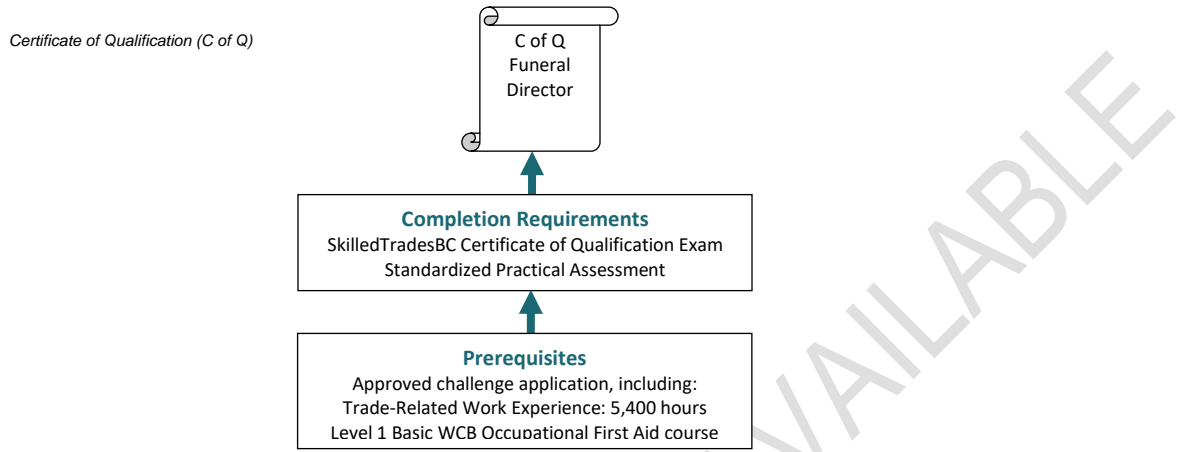 Certificate of Qualification (C of Q)
C of Q
Funeral
Director
Completion Requirements
SkilledTradesBC Certificate of Qualification Exam
Standardized Practical Assessment
Prerequisites
Approved challenge application, including:
Trade-Related Work Experience: 5,400 hours
Level 1 Basic WCB Occupational First Aid course
AILABLE